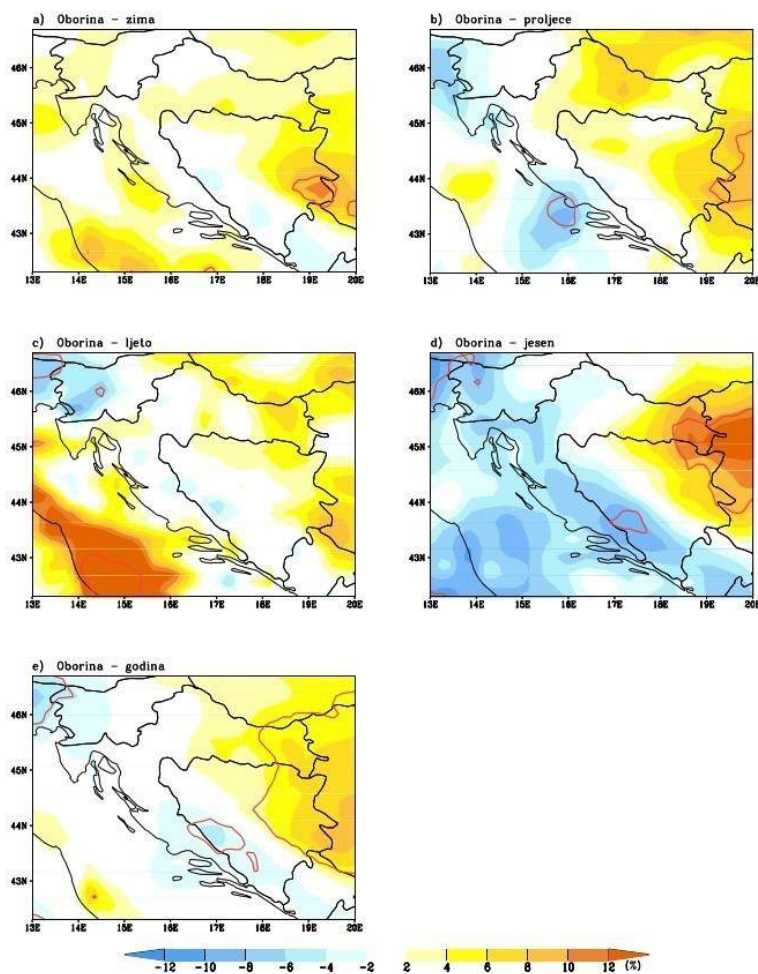 a) Oborina - zima
46N
45N
44N
43N
13E 14E 15E 16E 17E 18E 19E 20E
b) Oborina - proljece
46N
45N
44N
43N
13E 14E 15E 16E 17E 18E 19E 20E
c) Oborina - ljeto
46N
45N
44N
43N
13E 14E 15E 16E 17E 18E 19E 20E
d) Oborina - jesen
46N
45N
44N
43N
13E 14E 15E 16E 17E 18E 19E 20E
e) Oborina - godina
46N
45N
44N
43N
13E 14E 15E 16E 17E 18E 19E 20E
-12 -10 -8 -6 -4 -2 2 4 6 8 10 12 (%)